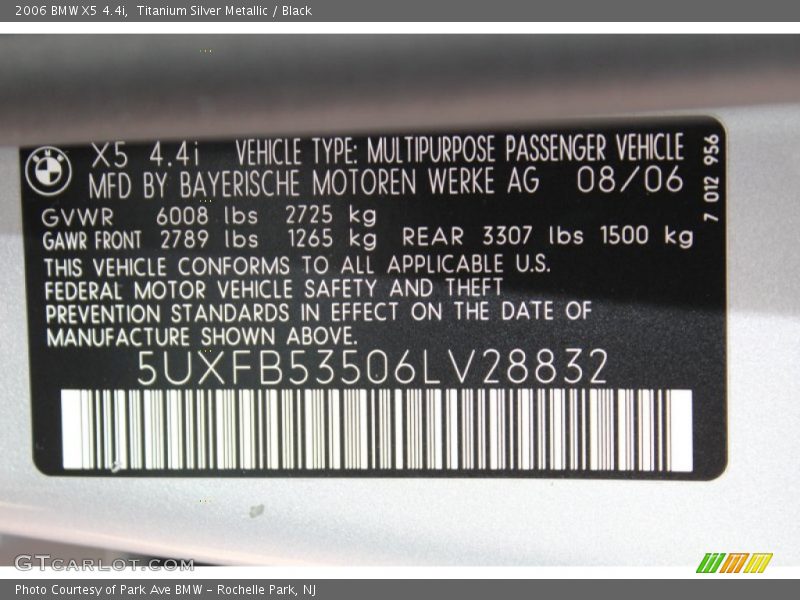 2006 BMW X5 4.4i, Titanium Silver Metallic / Black
X5 4.4i VEHICLE TYPE: MULTIPURPOSE PASSENGER VEHICLE
MFD BY BAYERISCHE MOTOREN WERKE AG 08/06
GVWR 6008 lbs 2725 kg
GAWR FRONT 2789 lbs 1265 kg REAR 3307 lbs 1500 kg
THIS VEHICLE CONFORMS TO ALL APPLICABLE U.S.
FEDERAL MOTOR VEHICLE SAFETY AND THEFT
PREVENTION STANDARDS IN EFFECT ON THE DATE OF
MANUFACTURE SHOWN ABOVE.
5UXFB53506LV28832
7 012 956
GTCARLOT.COM
Photo Courtesy of Park Ave BMW - Rochelle Park, NJ